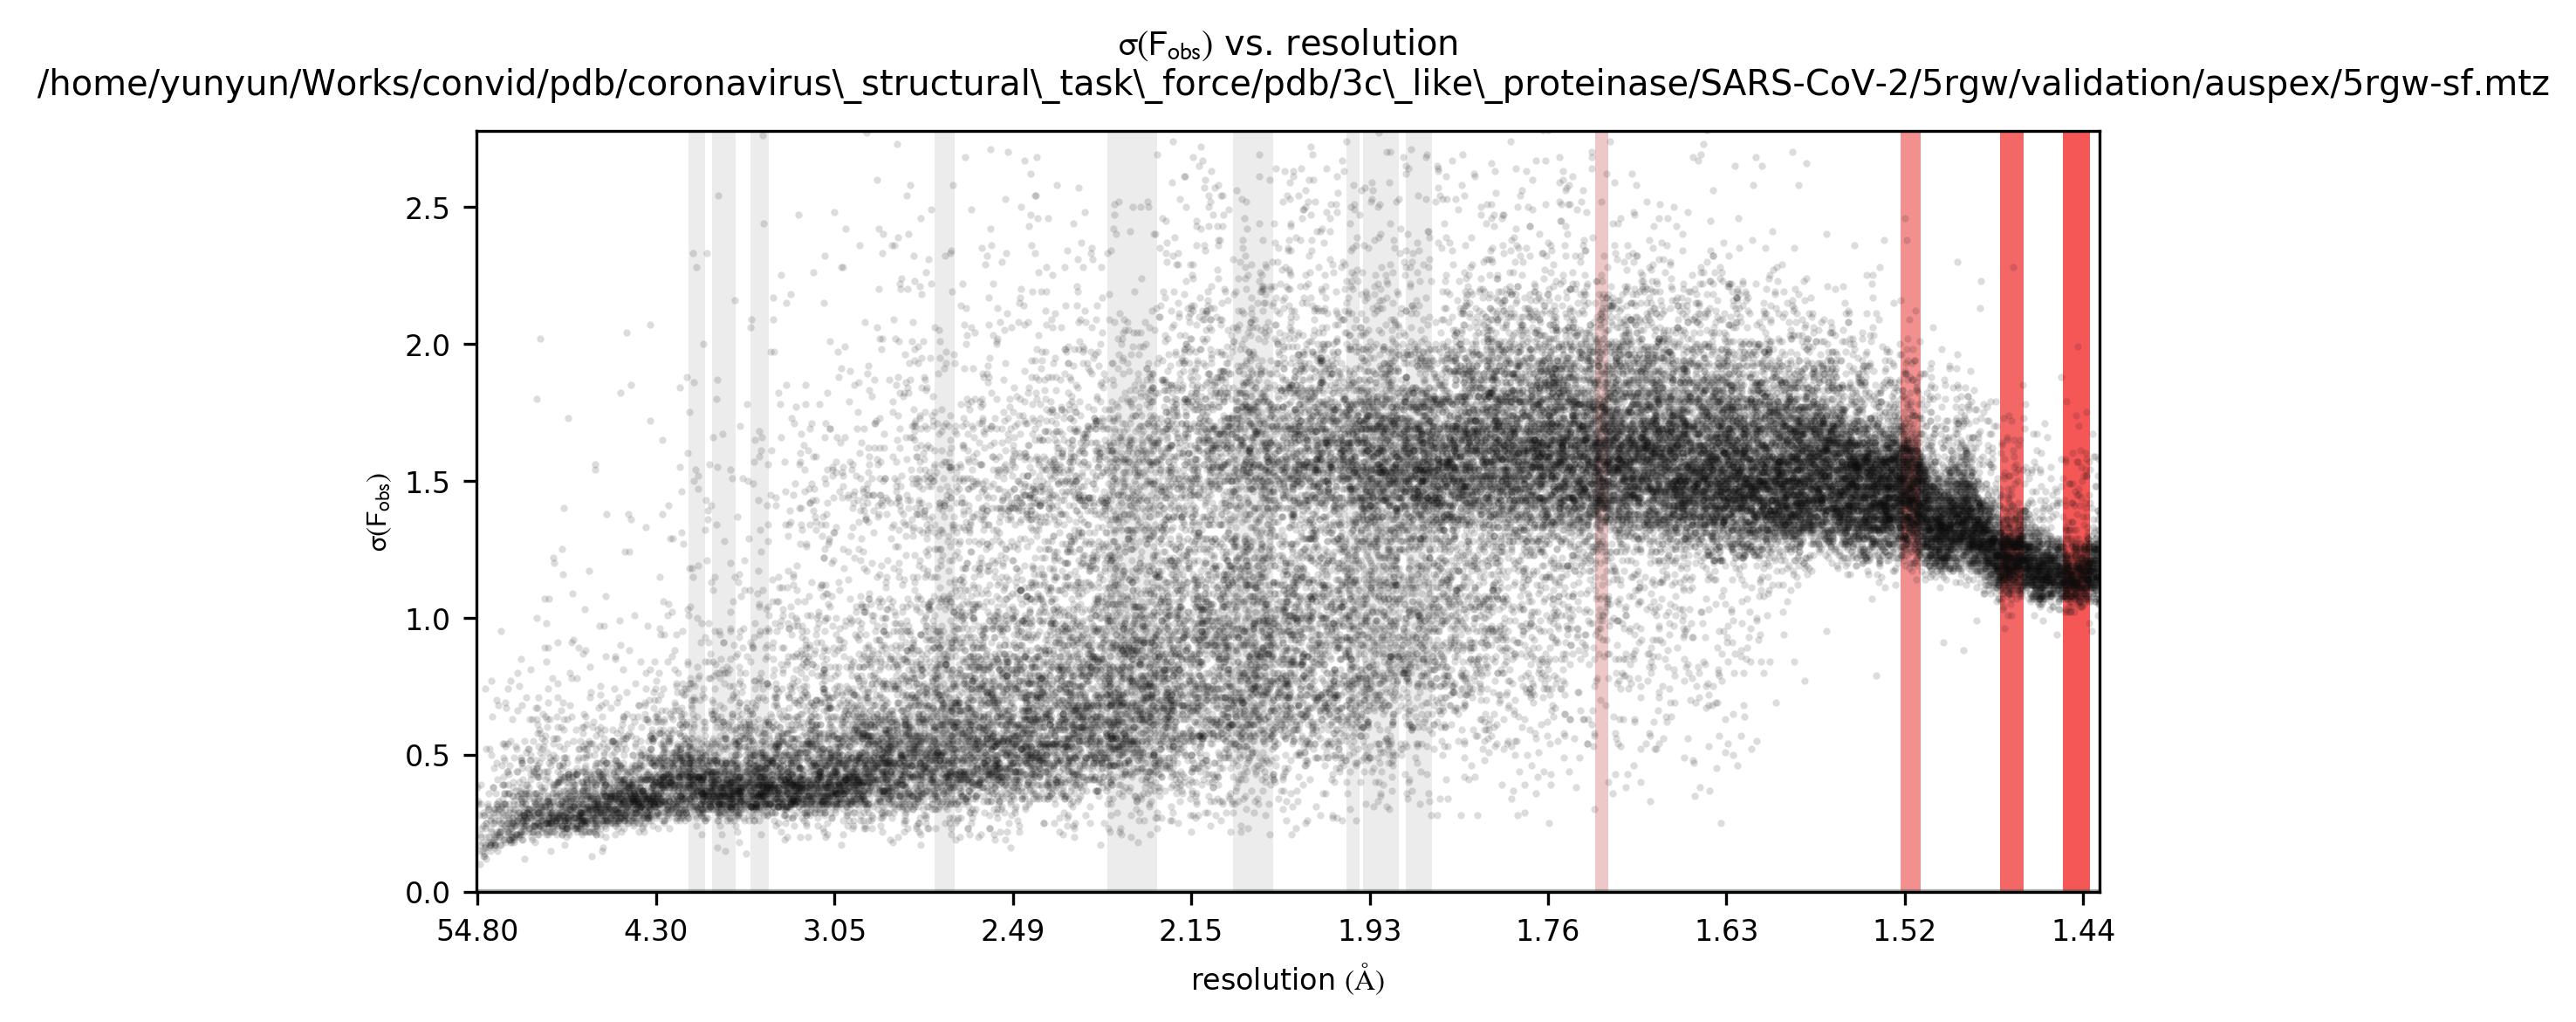 σ(Fobs) vs. resolution
/home/yunyun/Works/convid/pdb/coronavirus\_structural\_task\_force/pdb/3c\_like\_proteinase/SARS-CoV-2/5rgw/validation/auspex/5rgw-sf.mtz
σ(Fobs)
2.5
2.0
1.5
1.0
0.5
0.0
54.80 4.30 3.05 2.49 2.15 1.93 1.76 1.63 1.52 1.44
resolution (Å)